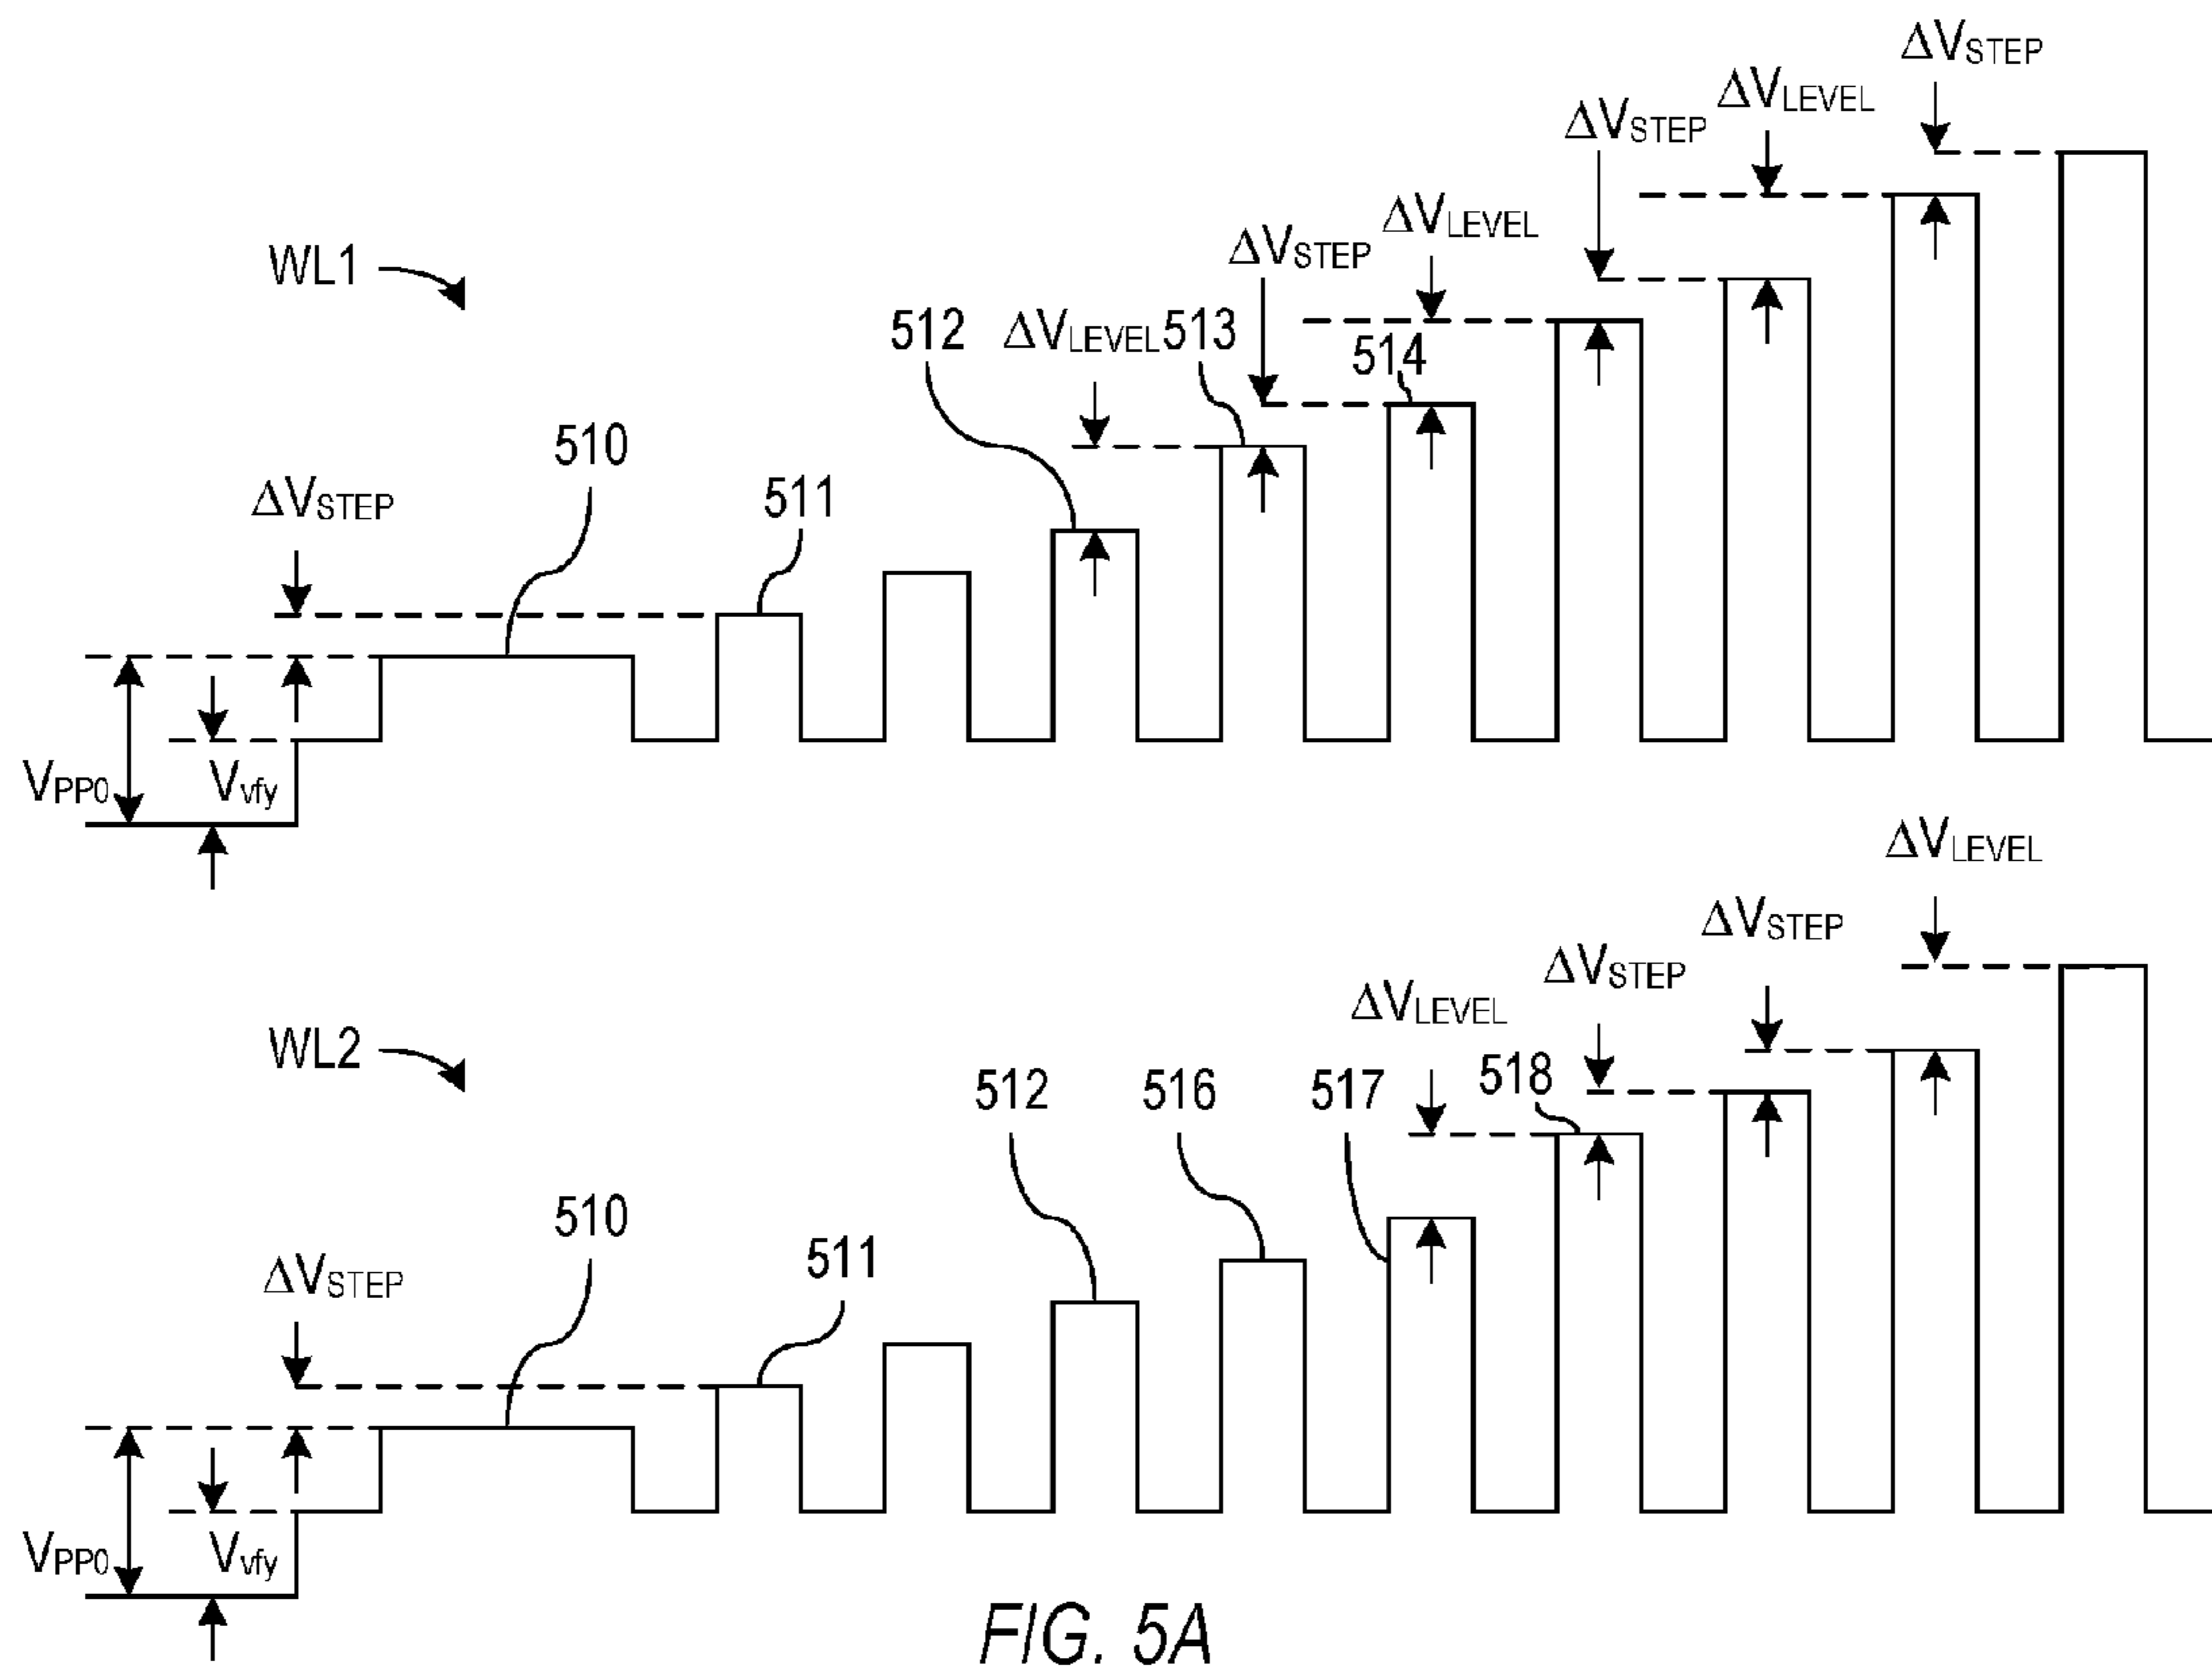 ΔVSTEP
ΔVLEVEL
ΔVSTEP
ΔVLEVEL
ΔVSTEP
WL1
512
ΔVLEVEL
513
514
510
ΔVSTEP
511
VPP0
Vvfy
ΔVLEVEL
ΔVSTEP
ΔVSTEP
ΔVLEVEL
WL2
512
516
517
518
510
511
ΔVSTEP
VPP0
Vvfy
FIG. 5A